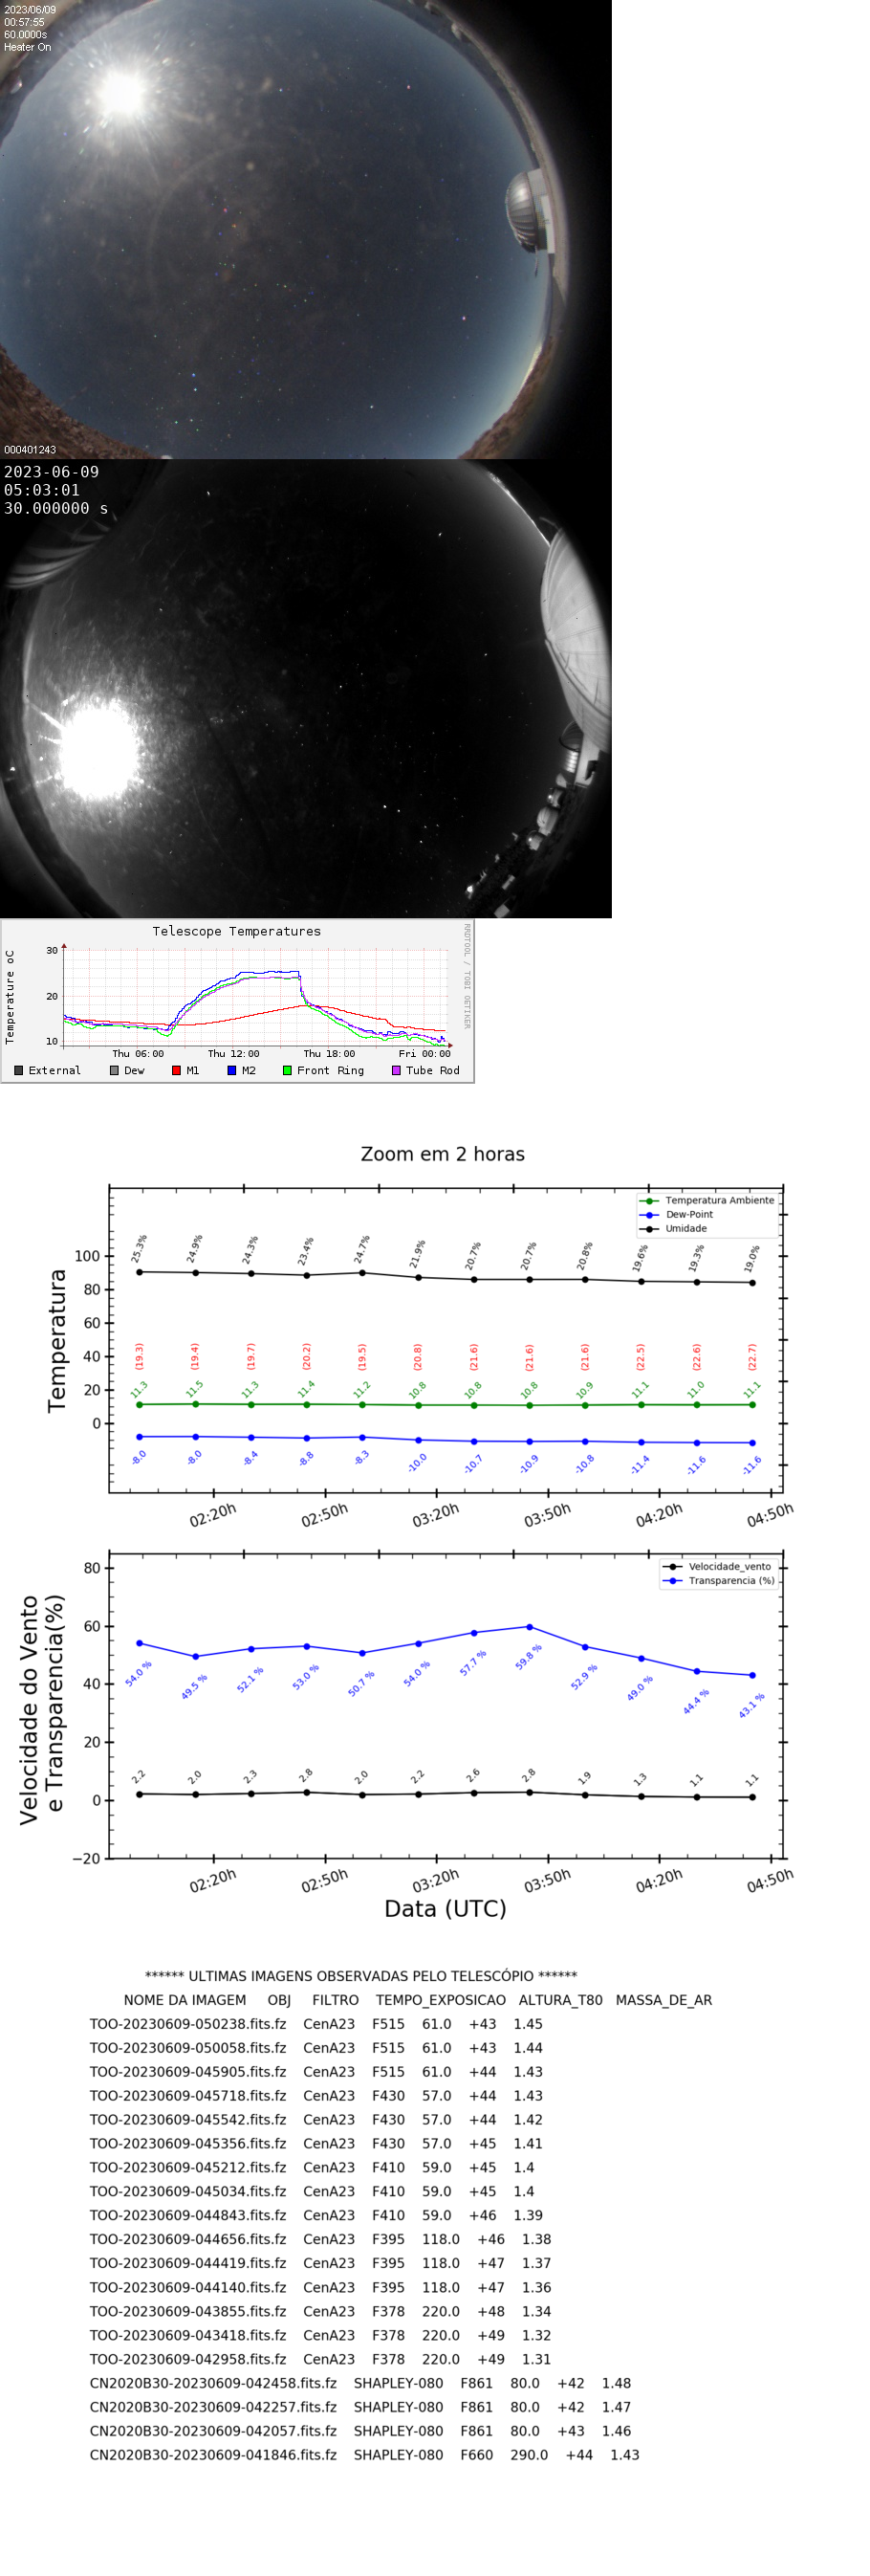 2023/06/09
00:57:55
60.0000s
Heater On
000401243
2023-06-09
05:03:01
30.000000 s
Telescope Temperatures
RRDTOOL / TOBI OETIKER
Temperature oC
30
20
10
Thu 06:00 Thu 12:00 Thu 18:00 Fri 00:00
External Dew M1 M2 Front Ring Tube Rod
Zoom em 2 horas
Temperatura Ambiente
Dew-Point
Umidade
Temperatura
100
80
60
40
20
0
25.3% 24.9% 24.3% 23.4% 24.7% 21.9% 20.7% 20.7% 20.8% 19.6% 19.3% 19.0%
(19.3) (19.4) (19.7) (20.2) (19.5) (20.8) (21.6) (21.6) (21.6) (22.5) (22.6) (22.7)
11.3 11.5 11.3 11.4 11.2 10.8 10.8 10.8 10.9 11.1 11.0 11.1
-8.0 -8.0 -8.4 -8.8 -8.3 -10.0 -10.7 -10.9 -10.8 -11.4 -11.6 -11.6
02:20h 02:50h 03:20h 03:50h 04:20h 04:50h
Velocidade_vento
Transparencia (%)
Velocidade do Vento
e Transparencia(%)
80
60
40
20
0
−20
54.0 % 49.5 % 52.1 % 53.0 % 50.7 % 54.0 % 57.7 % 59.8 % 52.9 % 49.0 % 44.4 % 43.1 %
2.2 2.0 2.3 2.8 2.0 2.2 2.6 2.8 1.9 1.3 1.1 1.1
02:20h 02:50h 03:20h 03:50h 04:20h 04:50h
Data (UTC)
****** ULTIMAS IMAGENS OBSERVADAS PELO TELESCÓPIO ******
NOME DA IMAGEM OBJ FILTRO TEMPO_EXPOSICAO ALTURA_T80 MASSA_DE_AR
TOO-20230609-050238.fits.fz CenA23 F515 61.0 +43 1.45
TOO-20230609-050058.fits.fz CenA23 F515 61.0 +43 1.44
TOO-20230609-045905.fits.fz CenA23 F515 61.0 +44 1.43
TOO-20230609-045718.fits.fz CenA23 F430 57.0 +44 1.43
TOO-20230609-045542.fits.fz CenA23 F430 57.0 +44 1.42
TOO-20230609-045356.fits.fz CenA23 F430 57.0 +45 1.41
TOO-20230609-045212.fits.fz CenA23 F410 59.0 +45 1.4
TOO-20230609-045034.fits.fz CenA23 F410 59.0 +45 1.4
TOO-20230609-044843.fits.fz CenA23 F410 59.0 +46 1.39
TOO-20230609-044656.fits.fz CenA23 F395 118.0 +46 1.38
TOO-20230609-044419.fits.fz CenA23 F395 118.0 +47 1.37
TOO-20230609-044140.fits.fz CenA23 F395 118.0 +47 1.36
TOO-20230609-043855.fits.fz CenA23 F378 220.0 +48 1.34
TOO-20230609-043418.fits.fz CenA23 F378 220.0 +49 1.32
TOO-20230609-042958.fits.fz CenA23 F378 220.0 +49 1.31
CN2020B30-20230609-042458.fits.fz SHAPLEY-080 F861 80.0 +42 1.48
CN2020B30-20230609-042257.fits.fz SHAPLEY-080 F861 80.0 +42 1.47
CN2020B30-20230609-042057.fits.fz SHAPLEY-080 F861 80.0 +43 1.46
CN2020B30-20230609-041846.fits.fz SHAPLEY-080 F660 290.0 +44 1.43